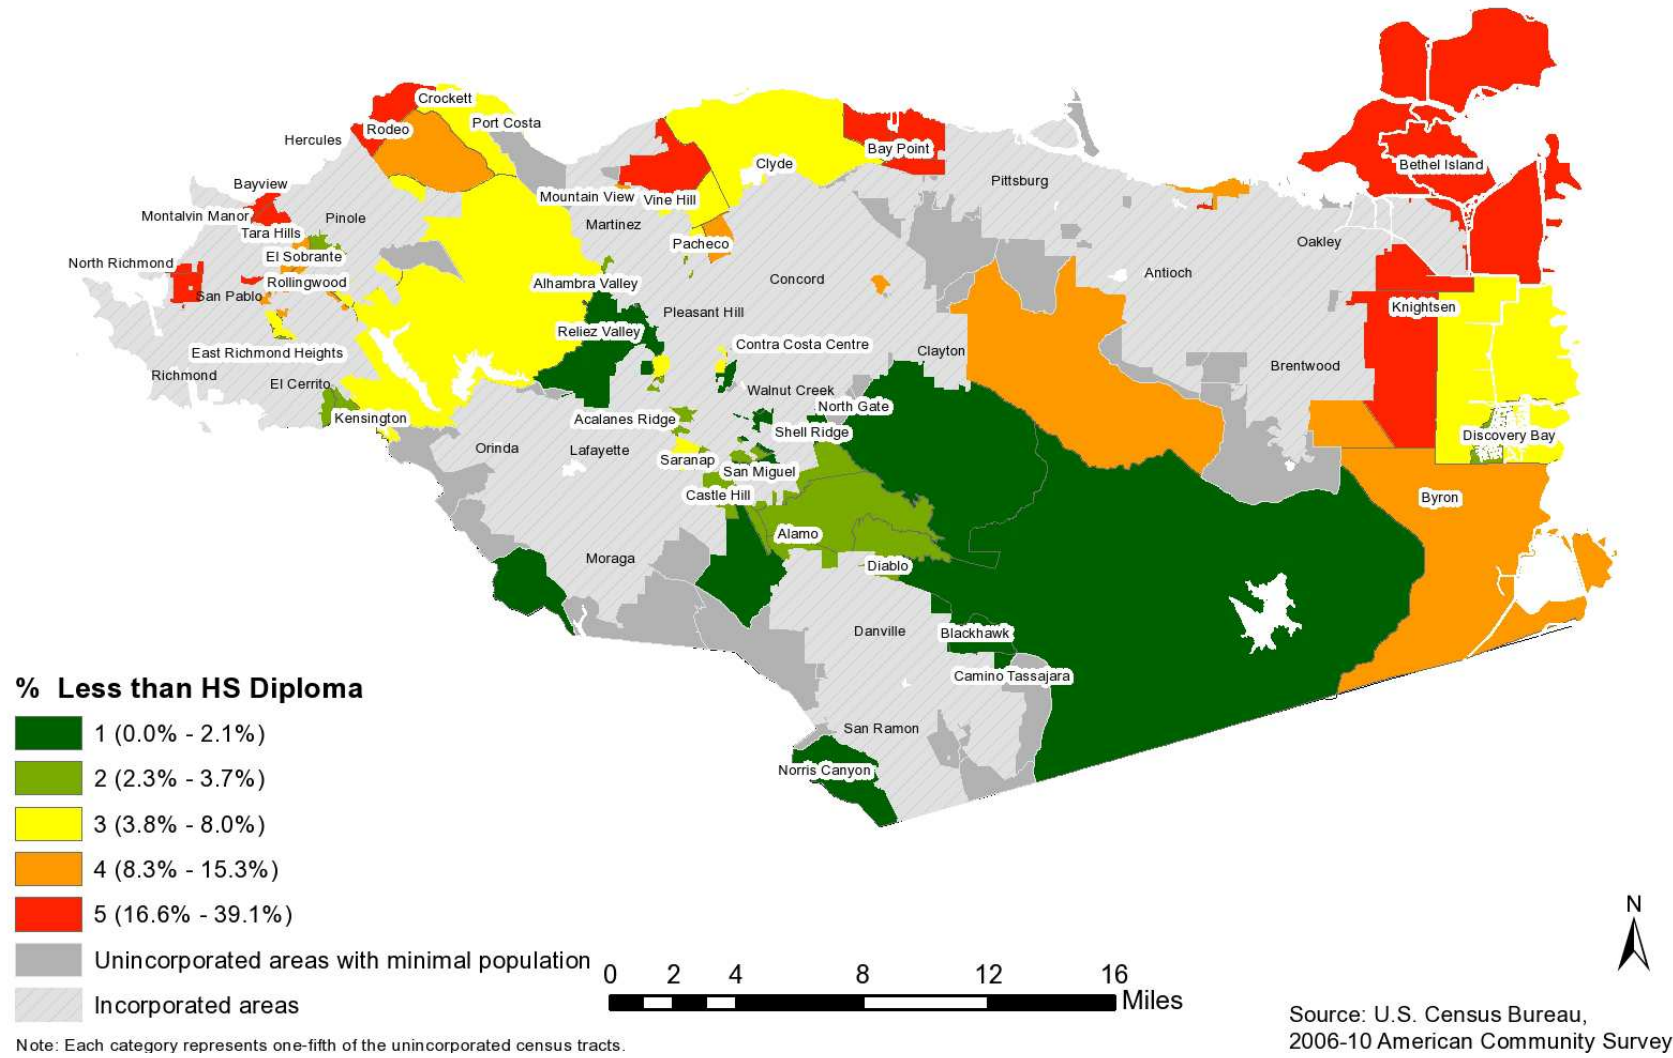 Crockett
Port Costa
Rodeo
Hercules
Clyde
Bay Point
Bethel Island
Bayview
Mountain View
Vine Hill
Pittsburg
Montalvin Manor
Pinole
Martinez
Tara Hills
Pacheco
Oakley
El Sobrante
North Richmond
Antioch
Rollingwood
Alhambra Valley
Concord
San Pablo
Knightsen
Pleasant Hill
Reliez Valley
Contra Costa Centre
East Richmond Heights
Clayton
Brentwood
Richmond
El Cerrito
Walnut Creek
North Gate
Kensington
Acalanes Ridge
Shell Ridge
Discovery Bay
Orinda
Lafayette
Saranap
San Miguel
Castle Hill
Byron
Alamo
Moraga
Diablo
Danville
Blackhawk
Camino Tassajara
San Ramon
Norris Canyon
% Less than HS Diploma
1 (0.0% - 2.1%)
2 (2.3% - 3.7%)
3 (3.8% - 8.0%)
4 (8.3% - 15.3%)
5 (16.6% - 39.1%)
Unincorporated areas with minimal population
Incorporated areas
Note: Each category represents one-fifth of the unincorporated census tracts.
0 2 4 8 12 16
Miles
N
Source: U.S. Census Bureau,
2006-10 American Community Survey